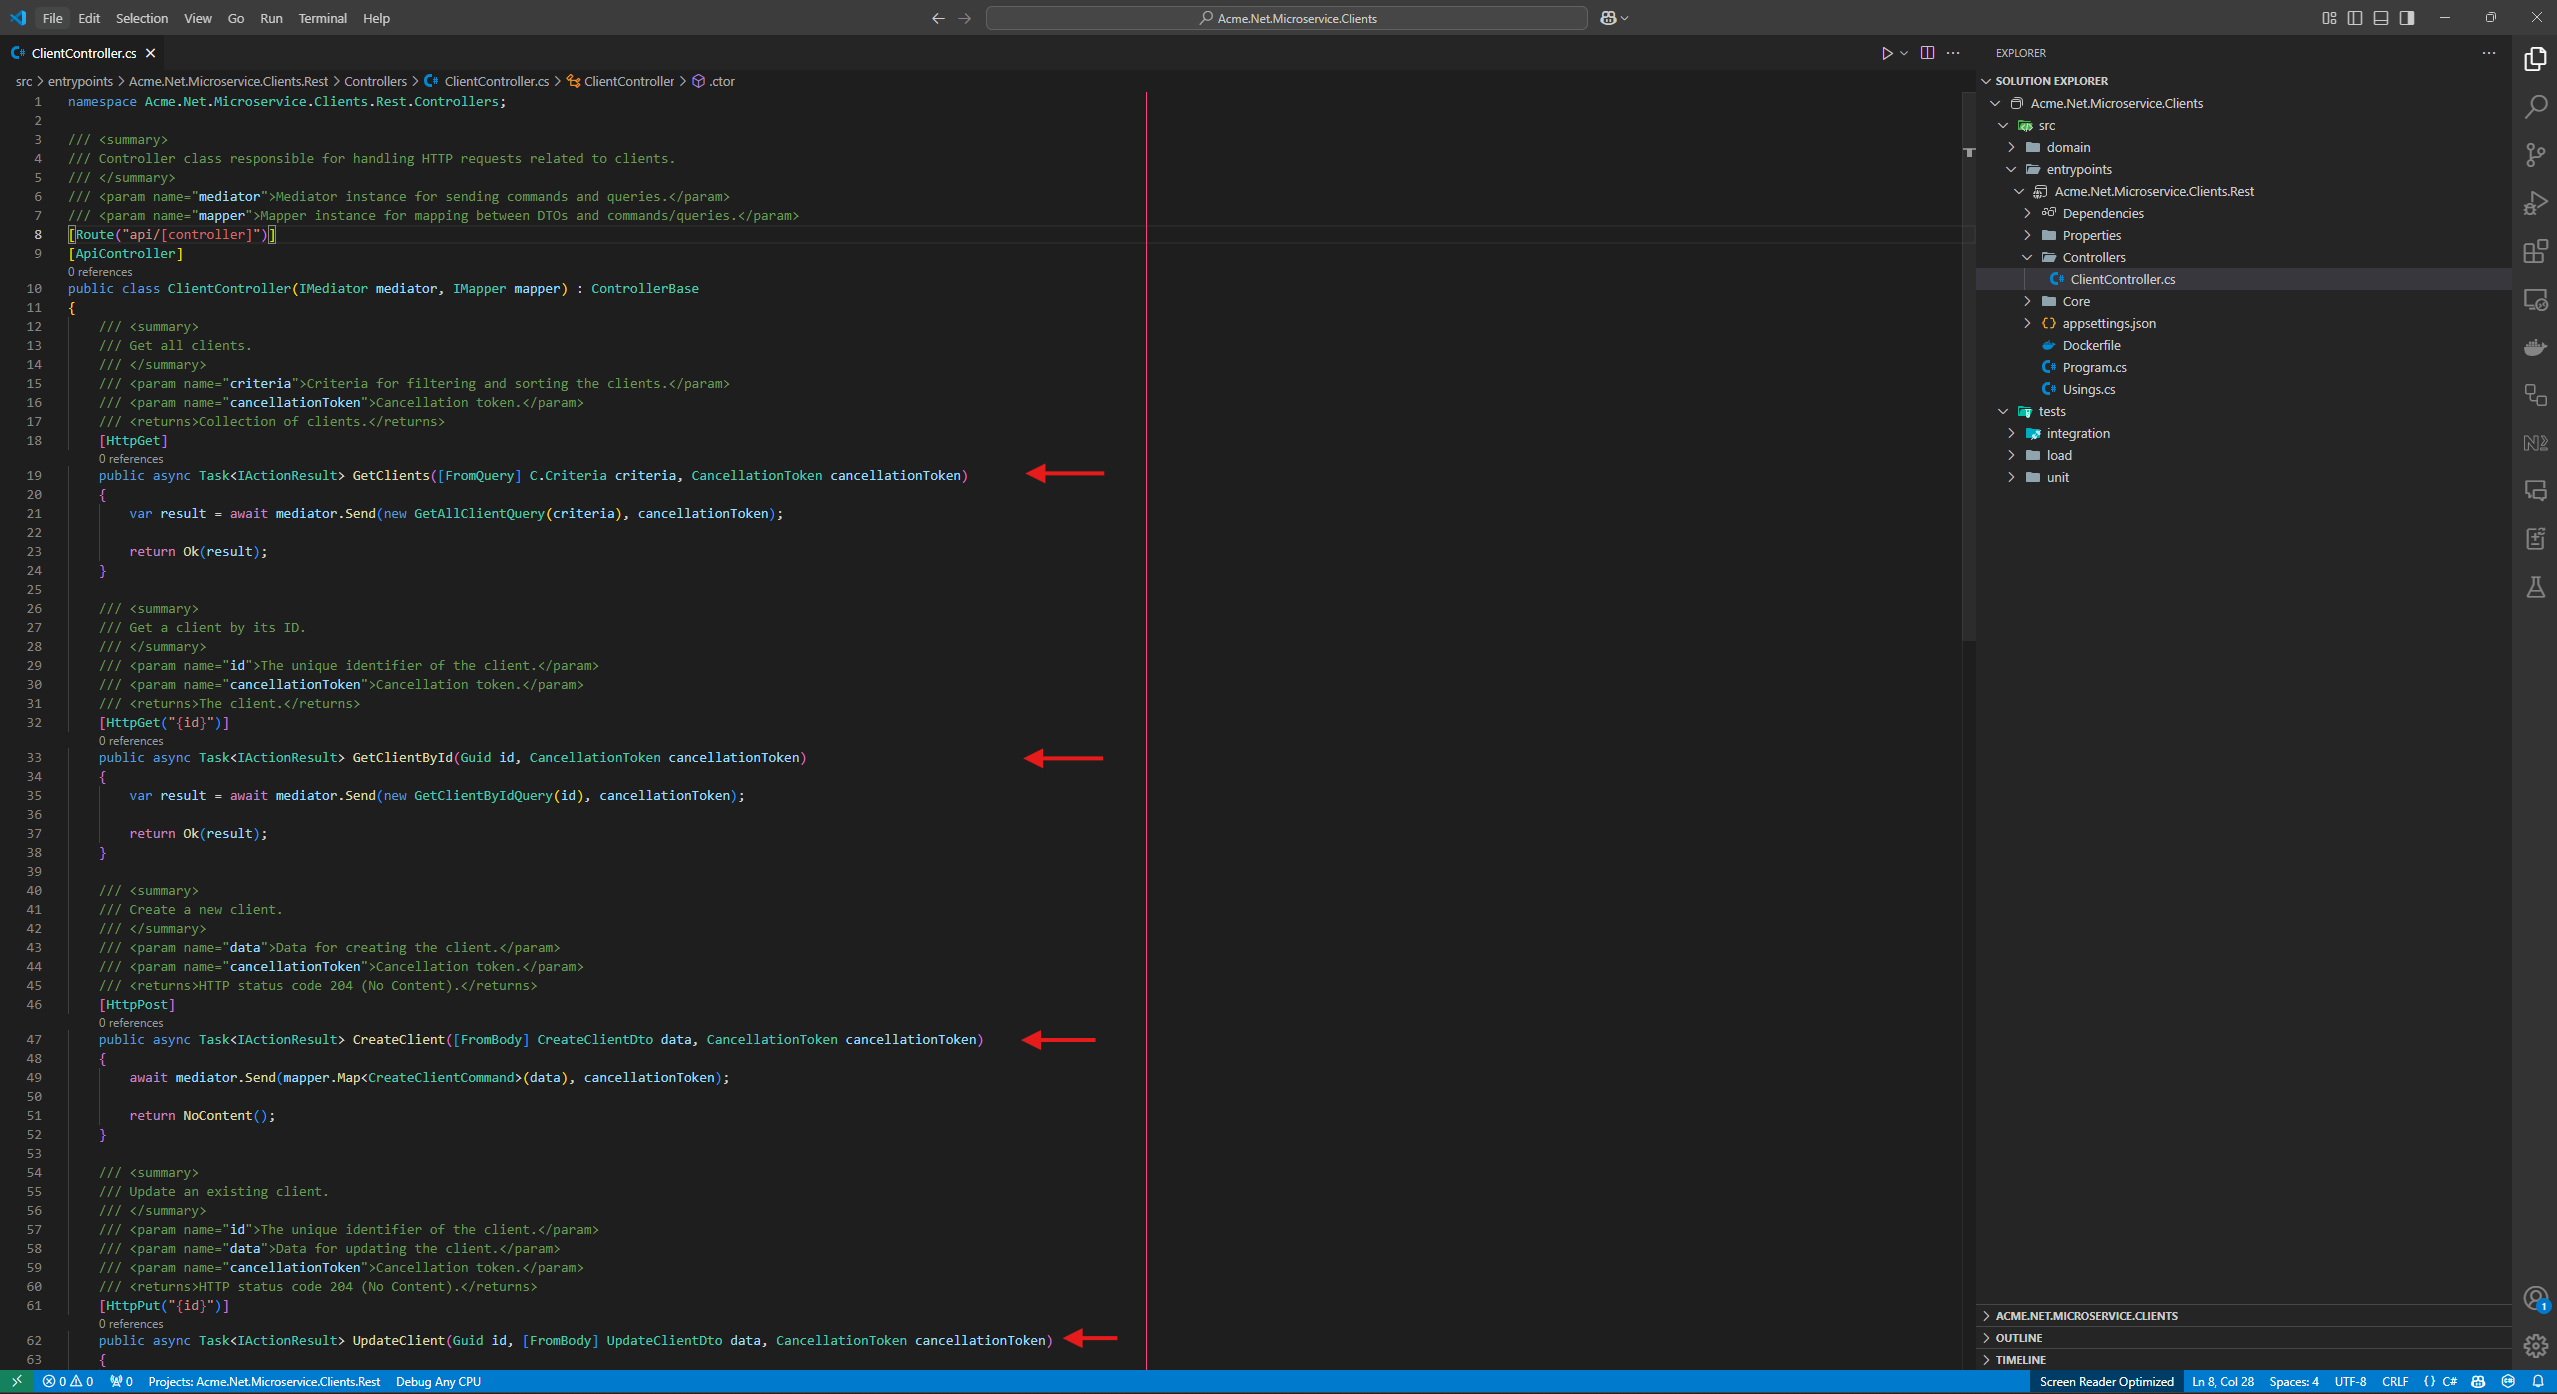 File Edit Selection View Go Run Terminal Help
Acme.Net.Microservice.Clients
ClientController.cs
src > entrypoints > Acme.Net.Microservice.Clients.Rest > Controllers > ClientController.cs > ClientController > .ctor
1 namespace Acme.Net.Microservice.Clients.Rest.Controllers;
2
3 /// <summary>
4 /// Controller class responsible for handling HTTP requests related to clients.
5 /// </summary>
6 /// <param name="mediator">Mediator instance for sending commands and queries.</param>
7 /// <param name="mapper">Mapper instance for mapping between DTOs and commands/queries.</param>
8 [Route("api/[controller]")]
9 [ApiController]
0 references
10 public class ClientController(IMediator mediator, IMapper mapper) : ControllerBase
11 {
12 /// <summary>
13 /// Get all clients.
14 /// </summary>
15 /// <param name="criteria">Criteria for filtering and sorting the clients.</param>
16 /// <param name="cancellationToken">Cancellation token.</param>
17 /// <returns>Collection of clients.</returns>
18 [HttpGet]
0 references
19 public async Task<IActionResult> GetClients([FromQuery] C.Criteria criteria, CancellationToken cancellationToken)
20 {
21 var result = await mediator.Send(new GetAllClientQuery(criteria), cancellationToken);
22
23 return Ok(result);
24 }
25
26 /// <summary>
27 /// Get a client by its ID.
28 /// </summary>
29 /// <param name="id">The unique identifier of the client.</param>
30 /// <param name="cancellationToken">Cancellation token.</param>
31 /// <returns>The client.</returns>
32 [HttpGet("{id}")]
0 references
33 public async Task<IActionResult> GetClientById(Guid id, CancellationToken cancellationToken)
34 {
35 var result = await mediator.Send(new GetClientByIdQuery(id), cancellationToken);
36
37 return Ok(result);
38 }
39
40 /// <summary>
41 /// Create a new client.
42 /// </summary>
43 /// <param name="data">Data for creating the client.</param>
44 /// <param name="cancellationToken">Cancellation token.</param>
45 /// <returns>HTTP status code 204 (No Content).</returns>
46 [HttpPost]
0 references
47 public async Task<IActionResult> CreateClient([FromBody] CreateClientDto data, CancellationToken cancellationToken)
48 {
49 await mediator.Send(mapper.Map<CreateClientCommand>(data), cancellationToken);
50
51 return NoContent();
52 }
53
54 /// <summary>
55 /// Update an existing client.
56 /// </summary>
57 /// <param name="id">The unique identifier of the client.</param>
58 /// <param name="data">Data for updating the client.</param>
59 /// <param name="cancellationToken">Cancellation token.</param>
60 /// <returns>HTTP status code 204 (No Content).</returns>
61 [HttpPut("{id}")]
0 references
62 public async Task<IActionResult> UpdateClient(Guid id, [FromBody] UpdateClientDto data, CancellationToken cancellationToken)
63 {
EXPLORER
SOLUTION EXPLORER
Acme.Net.Microservice.Clients
src
domain
entrypoints
Acme.Net.Microservice.Clients.Rest
Dependencies
Properties
Controllers
ClientController.cs
Core
appsettings.json
Dockerfile
Program.cs
Usings.cs
tests
integration
load
unit
ACME.NET.MICROSERVICE.CLIENTS
OUTLINE
TIMELINE
1
0 0 0 Projects: Acme.Net.Microservice.Clients.Rest Debug Any CPU
Screen Reader Optimized Ln 8, Col 28 Spaces: 4 UTF-8 CRLF {} C#